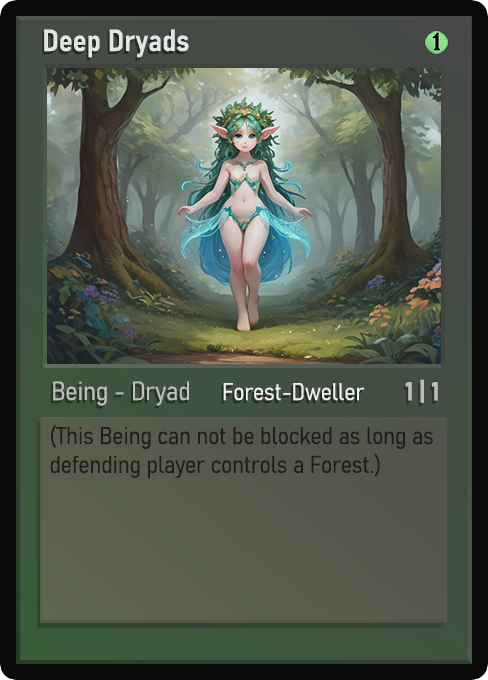 Deep Dryads 1
Being - Dryad Forest-Dweller 1|1
(This Being can not be blocked as long as
defending player controls a Forest.)